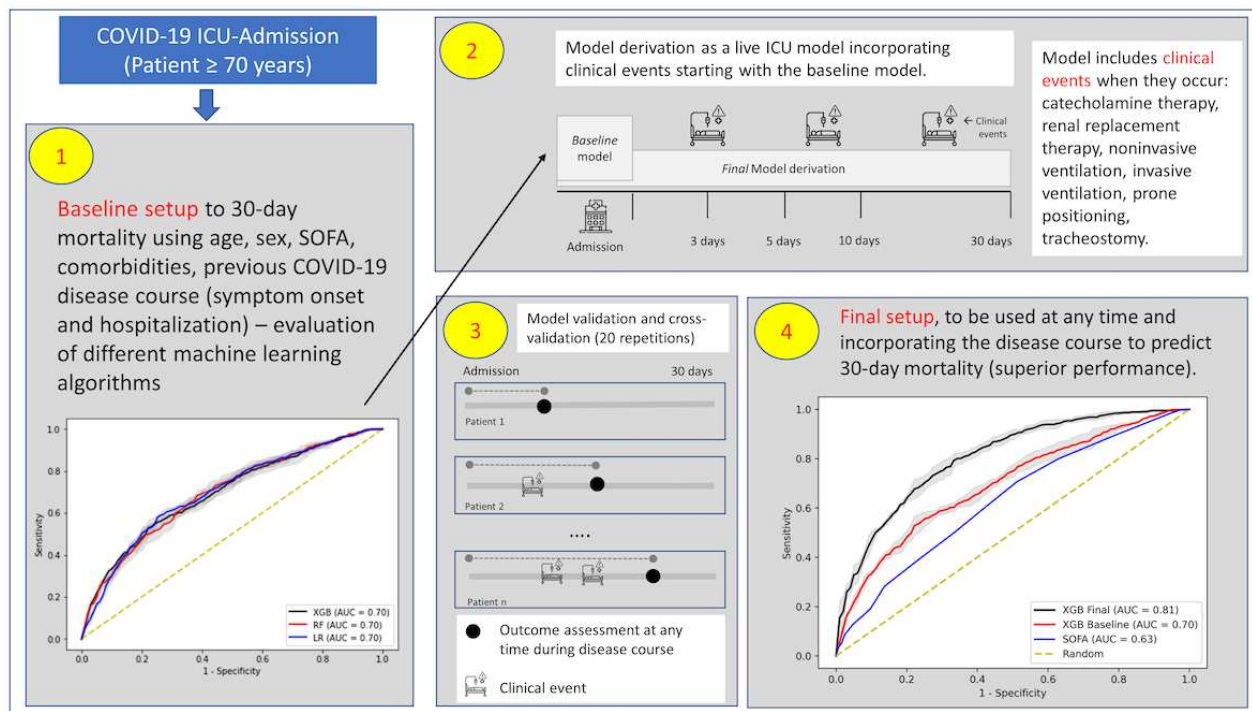 COVID-19 ICU-Admission
(Patient ≥ 70 years)
1
Baseline setup to 30-day
mortality using age, sex, SOFA,
comorbidities, previous COVID-19
disease course (symptom onset
and hospitalization) – evaluation
of different machine learning
algorithms
1.0
0.8
0.6
0.4
0.2
0.0
Sensitivity
XGB (AUC = 0.70)
RF (AUC = 0.70)
LR (AUC = 0.70)
0.0 0.2 0.4 0.6 0.8 1.0
1 - Specificity
2
Model derivation as a live ICU model incorporating
clinical events starting with the baseline model.
Baseline
model
← Clinical
events
Final Model derivation
Admission
3 days 5 days 10 days 30 days
Model includes clinical
events when they occur:
catecholamine therapy,
renal replacement
therapy, noninvasive
ventilation, invasive
ventilation, prone
positioning,
tracheostomy.
3
Model validation and cross-
validation (20 repetitions)
Admission 30 days
Patient 1
Patient 2
....
Patient n
Outcome assessment at any
time during disease course
Clinical event
4
Final setup, to be used at any time and
incorporating the disease course to predict
30-day mortality (superior performance).
1.0
0.8
0.6
0.4
0.2
0.0
Sensitivity
XGB Final (AUC = 0.81)
XGB Baseline (AUC = 0.70)
SOFA (AUC = 0.63)
Random
0.0 0.2 0.4 0.6 0.8 1.0
1 - Specificity